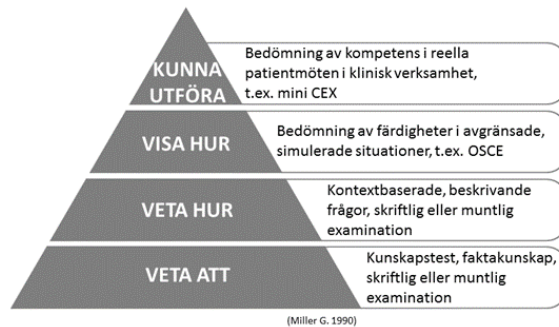 KUNNA
UTFÖRA
Bedömning av kompetens i reella
patientmöten i klinisk verksamhet,
t.ex. mini CEX
VISA HUR
Bedömning av färdigheter i avgränsade,
simulerade situationer, t.ex. OSCE
VETA HUR
Kontextbaserade, beskrivande
frågor, skriftlig eller muntlig
examination
VETA ATT
Kunskapstest, faktakunskap,
skriftlig eller muntlig
examination
(Miller G. 1990)